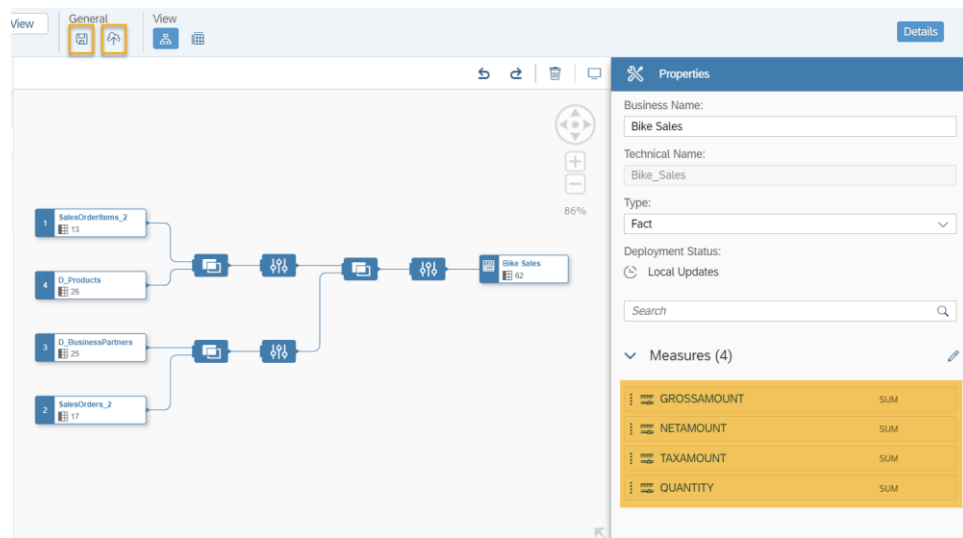 View
General
View
Details
Properties
Business Name:
Bike Sales
Technical Name:
Bike_Sales
Type:
Fact
Deployment Status:
Local Updates
Search
Measures (4)
GROSSAMOUNT SUM
NETAMOUNT SUM
TAXAMOUNT SUM
QUANTITY SUM
86%
1 SalesOrderItems_2
13
4 D_Products
26
3 D_BusinessPartners
25
2 SalesOrders_2
17
Bike Sales
62